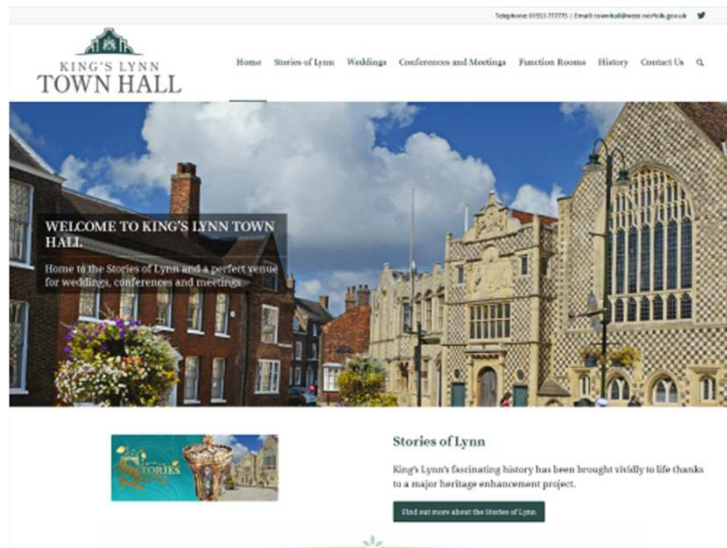 Telephone: 01553 777775 | Email: townhall@west-norfolk.gov.uk
KING'S LYNN
TOWN HALL
Home Stories of Lynn Weddings Conferences and Meetings Function Rooms History Contact Us
WELCOME TO KING'S LYNN TOWN
HALL
Home to the Stories of Lynn and a perfect venue
for weddings, conferences and meetings
STORIES
Stories of Lynn
King's Lynn's fascinating history has been brought vividly to life thanks
to a major heritage enhancement project.
Find out more about the Stories of Lynn